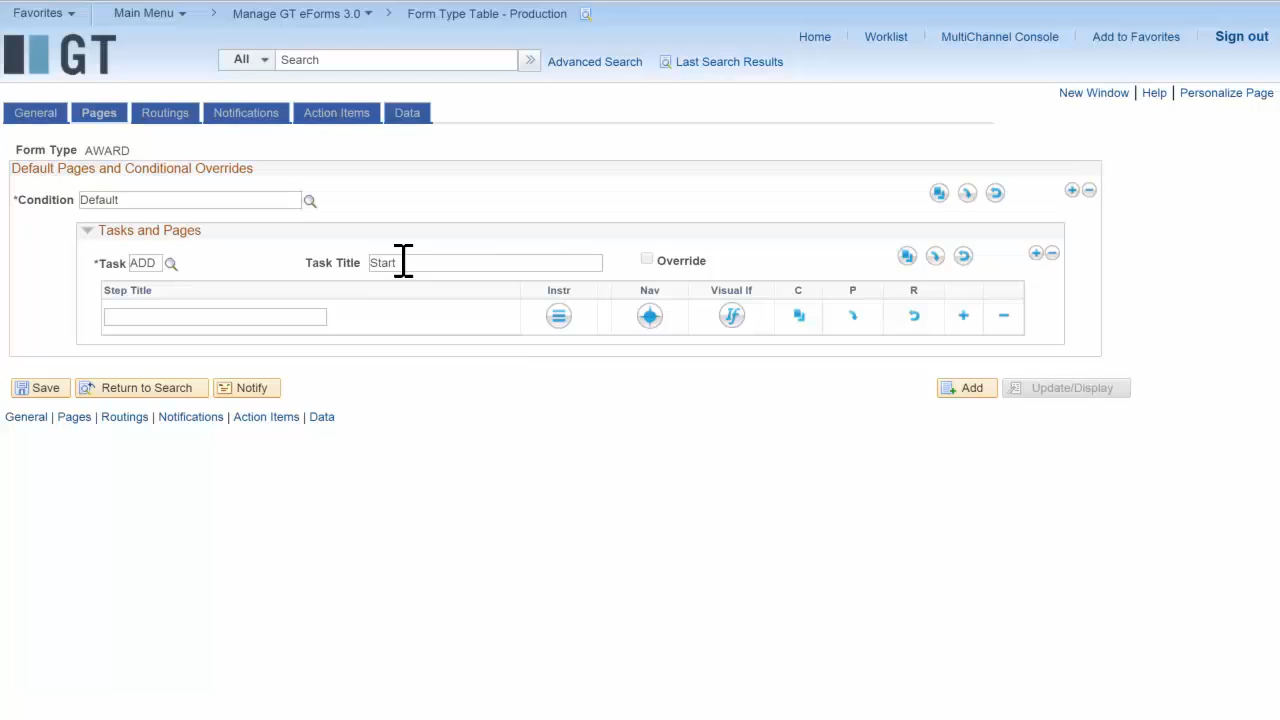 Favorites Main Menu > Manage GT eForms 3.0 > Form Type Table - Production
Home Worklist MultiChannel Console Add to Favorites Sign out
GT All Search Advanced Search Last Search Results
New Window | Help | Personalize Page
General Pages Routings Notifications Action Items Data
Form Type AWARD
Default Pages and Conditional Overrides
*Condition Default
Tasks and Pages
*Task ADD Task Title Start Override
Step Title Instr Nav Visual If C P R
If
Save Return to Search Notify Add Update/Display
General | Pages | Routings | Notifications | Action Items | Data